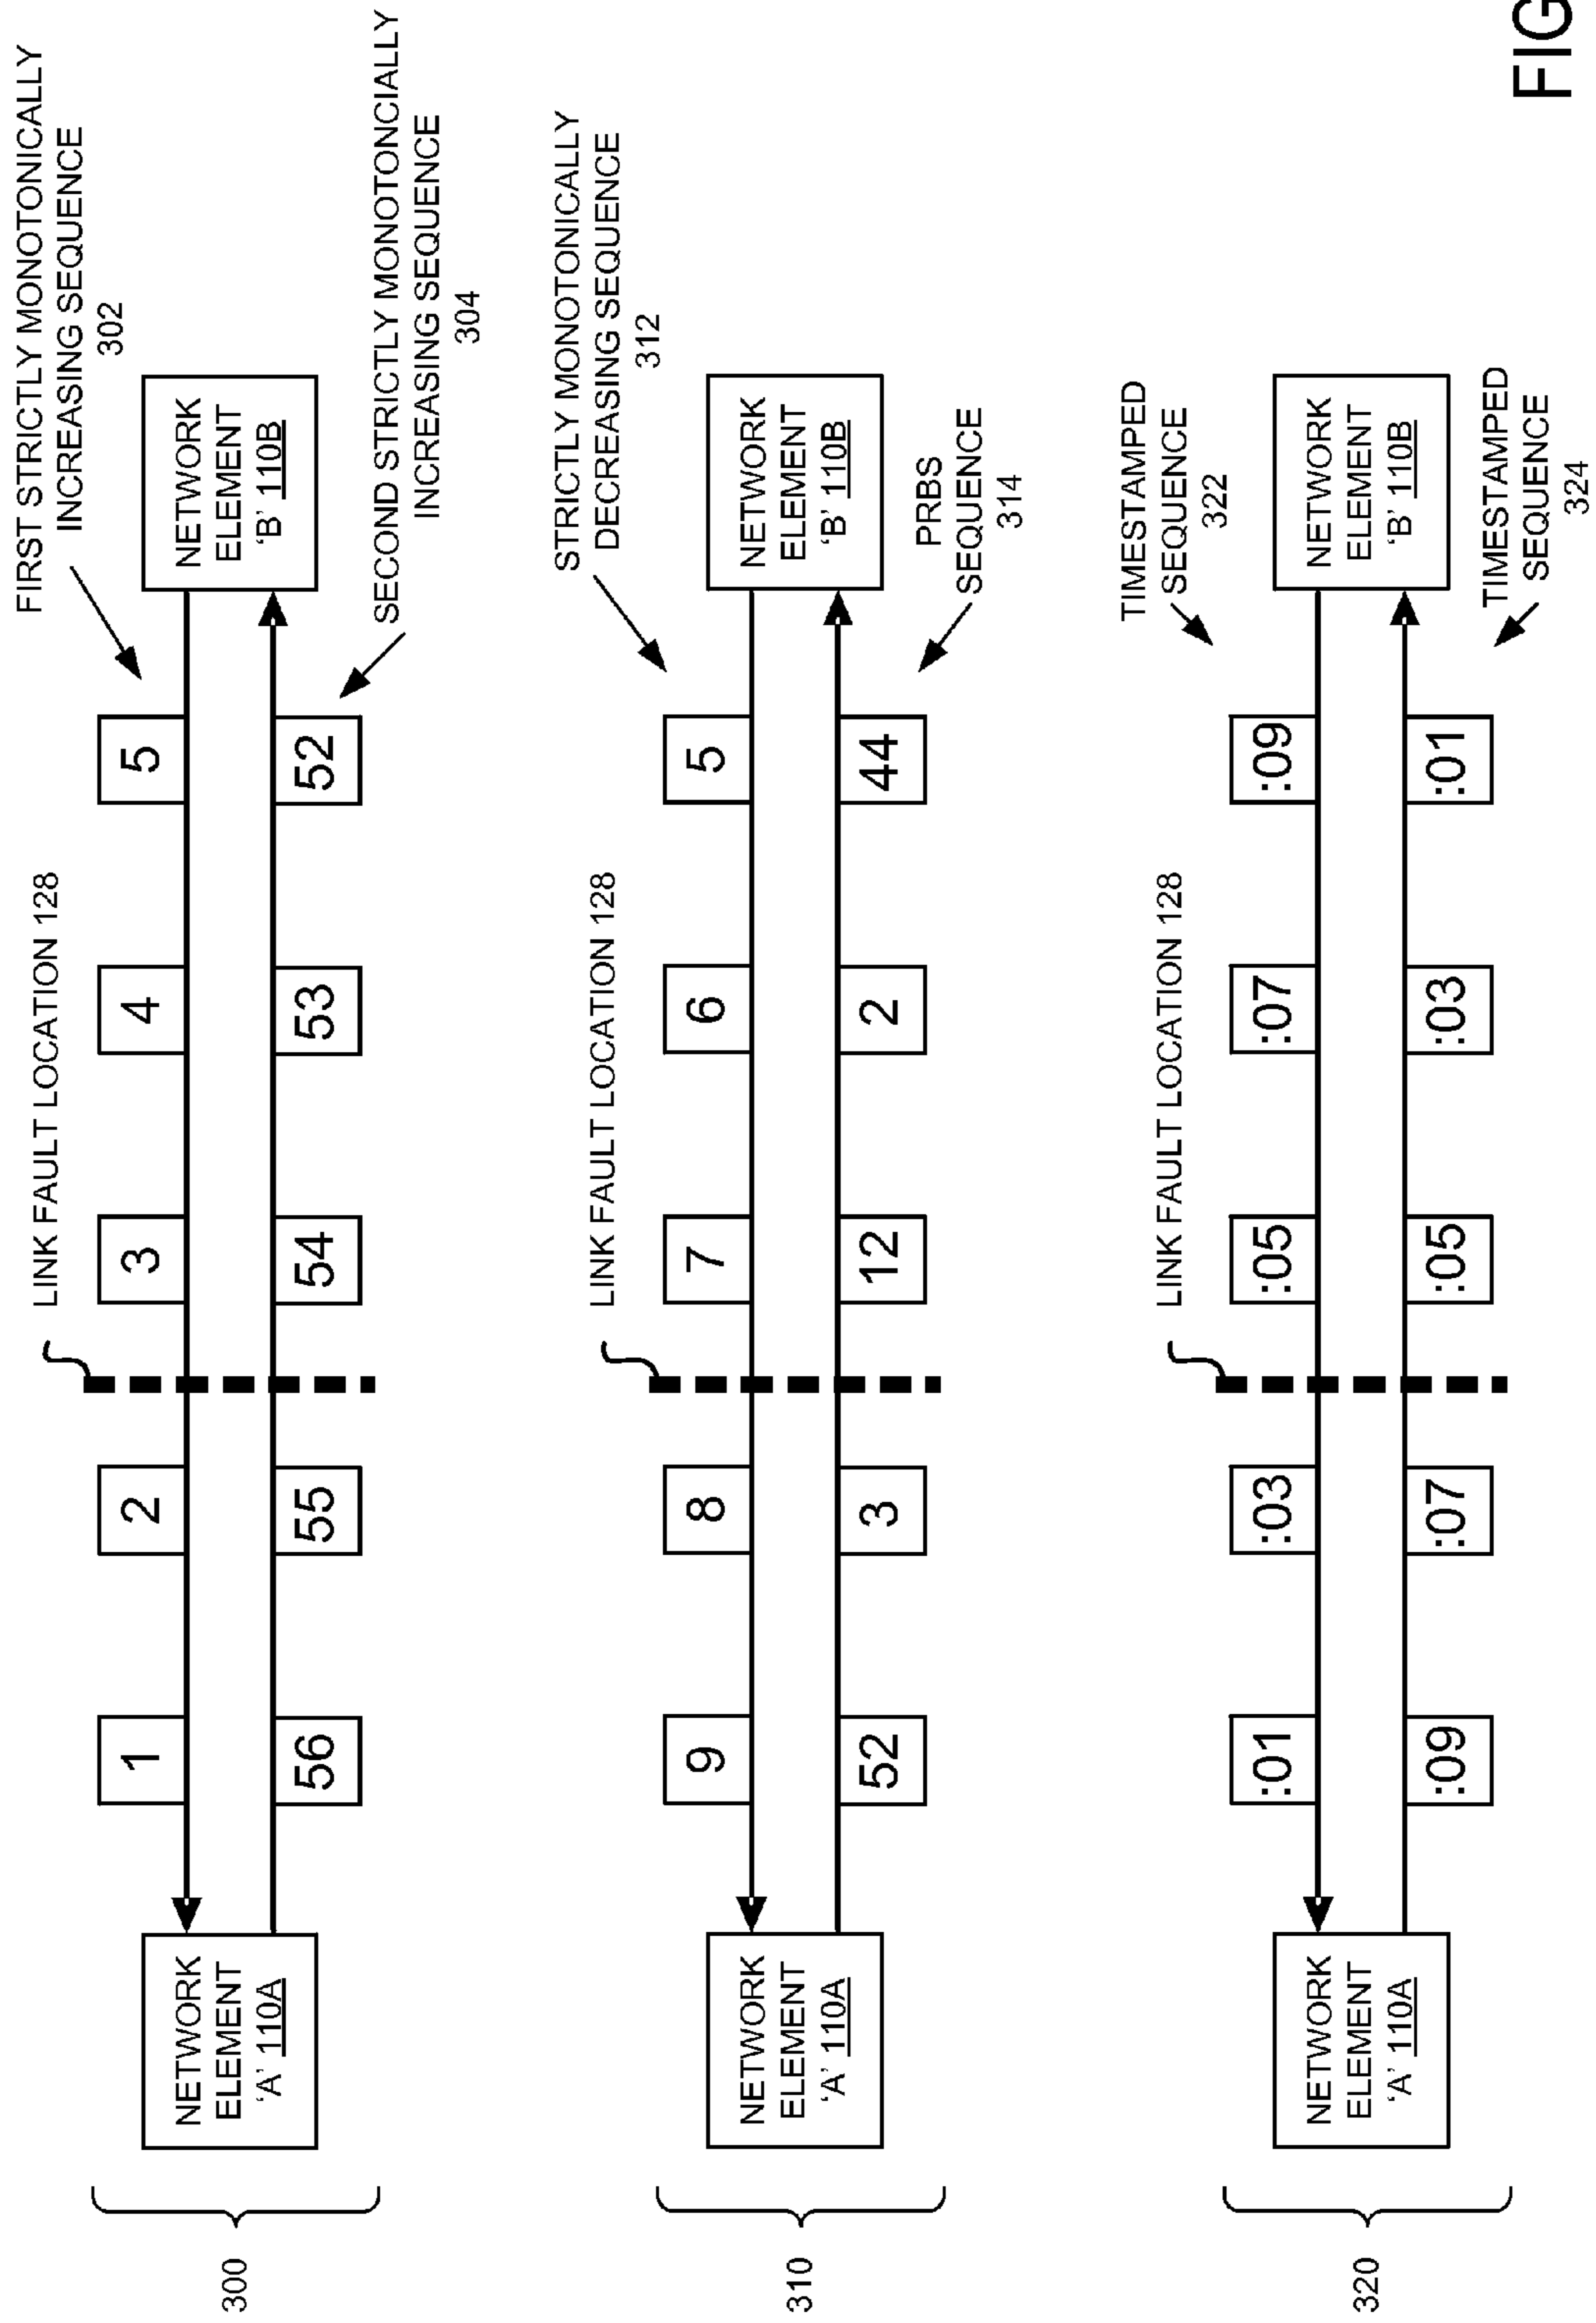 FIRST STRICTLY MONOTONICALLY
INCREASING SEQUENCE
302
LINK FAULT LOCATION 128
1
2
3
4
5
300
NETWORK
ELEMENT
'A' 110A
NETWORK
ELEMENT
'B' 110B
56
55
54
53
52
SECOND STRICTLY MONOTONCIALLY
INCREASING SEQUENCE
304
STRICTLY MONOTONICALLY
DECREASING SEQUENCE
312
LINK FAULT LOCATION 128
9
8
7
6
5
310
NETWORK
ELEMENT
'A' 110A
NETWORK
ELEMENT
'B' 110B
52
3
12
2
44
PRBS
SEQUENCE
314
TIMESTAMPED
SEQUENCE
322
LINK FAULT LOCATION 128
:01
:03
:05
:07
:09
320
NETWORK
ELEMENT
'A' 110A
NETWORK
ELEMENT
'B' 110B
:09
:07
:05
:03
:01
TIMESTAMPED
SEQUENCE
324
FIG